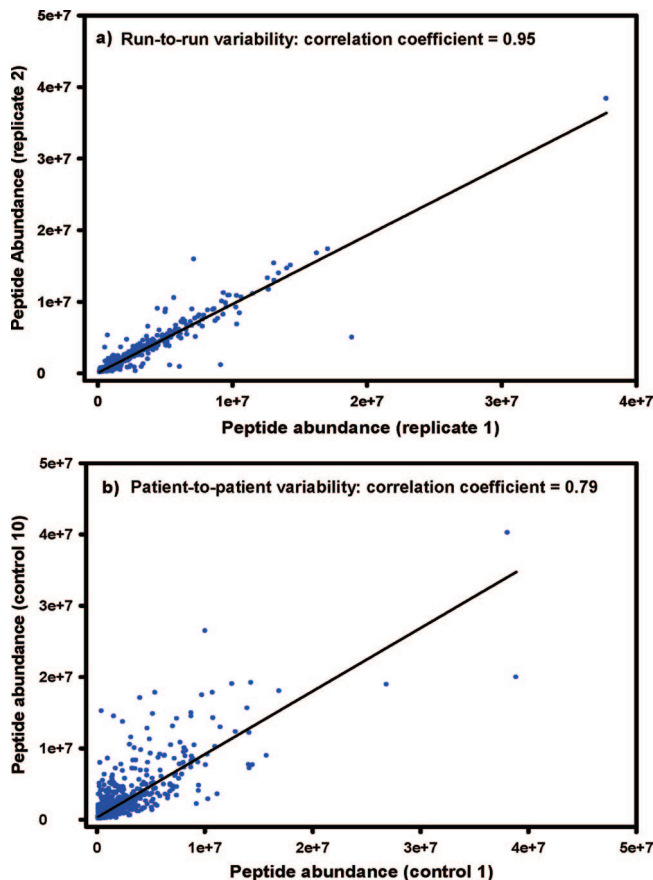 5e+7
a) Run-to-run variability: correlation coefficient = 0.95
4e+7
3e+7
2e+7
1e+7
0
Peptide Abundance (replicate 2)
0 1e+7 2e+7 3e+7 4e+7
Peptide abundance (replicate 1)
5e+7
b) Patient-to-patient variability: correlation coefficient = 0.79
4e+7
3e+7
2e+7
1e+7
0
Peptide abundance (control 10)
0 1e+7 2e+7 3e+7 4e+7 5e+7
Peptide abundance (control 1)